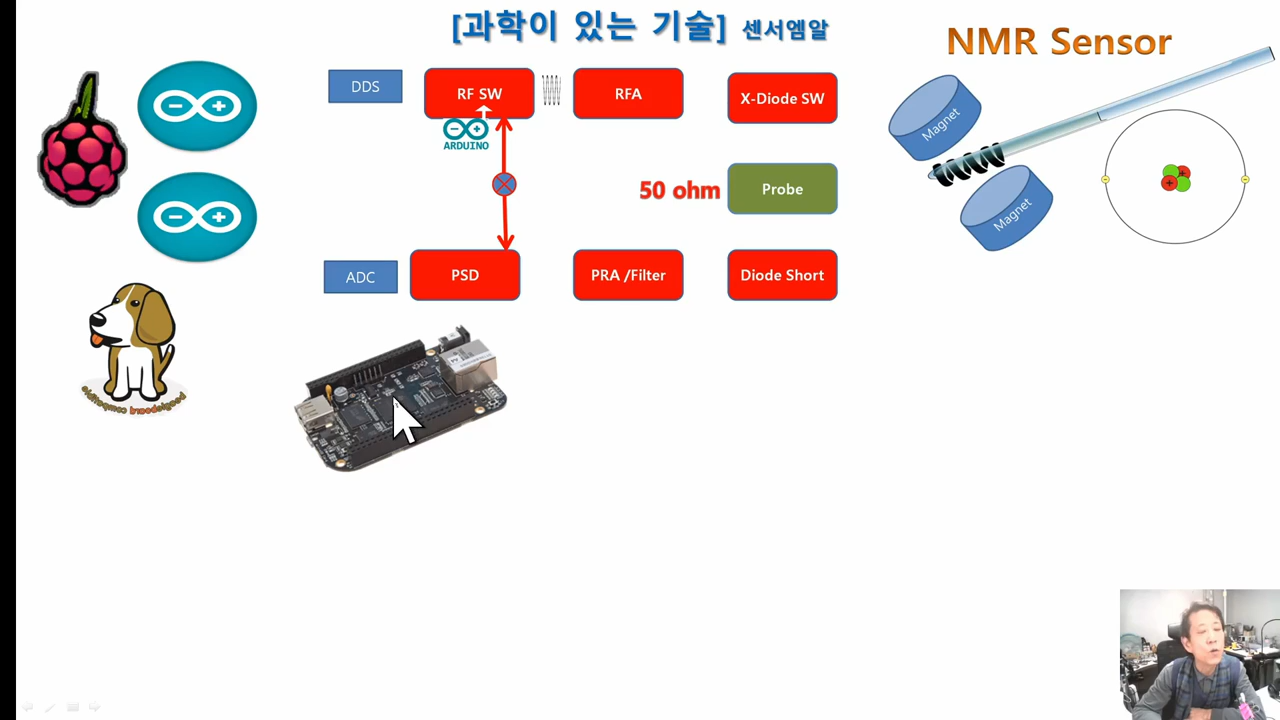 [과학이 있는 기술] 센서엠알
NMR Sensor
DDS
RF SW
RFA
X-Diode SW
ARDUINO
50 ohm
Probe
ADC
PSD
PRA /Filter
Diode Short
Magnet
Magnet